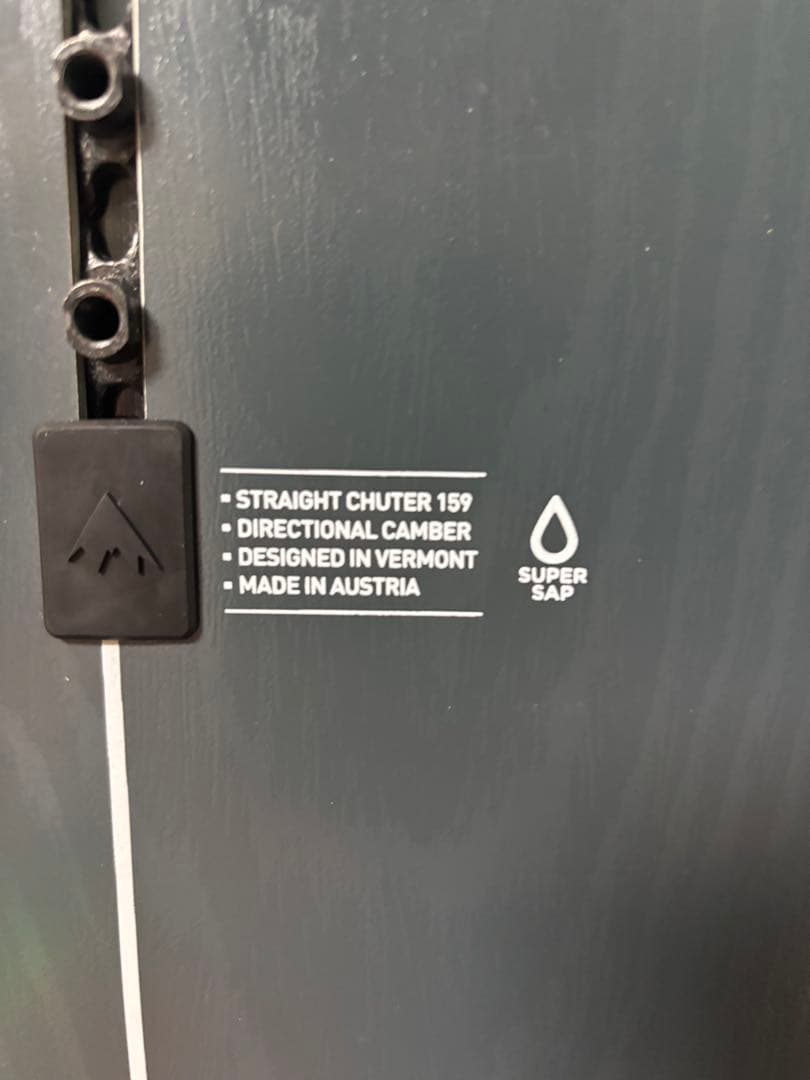 ▪ STRAIGHT CHUTER 159
▪ DIRECTIONAL CAMBER
▪ DESIGNED IN VERMONT
▪ MADE IN AUSTRIA
SUPER
SAP